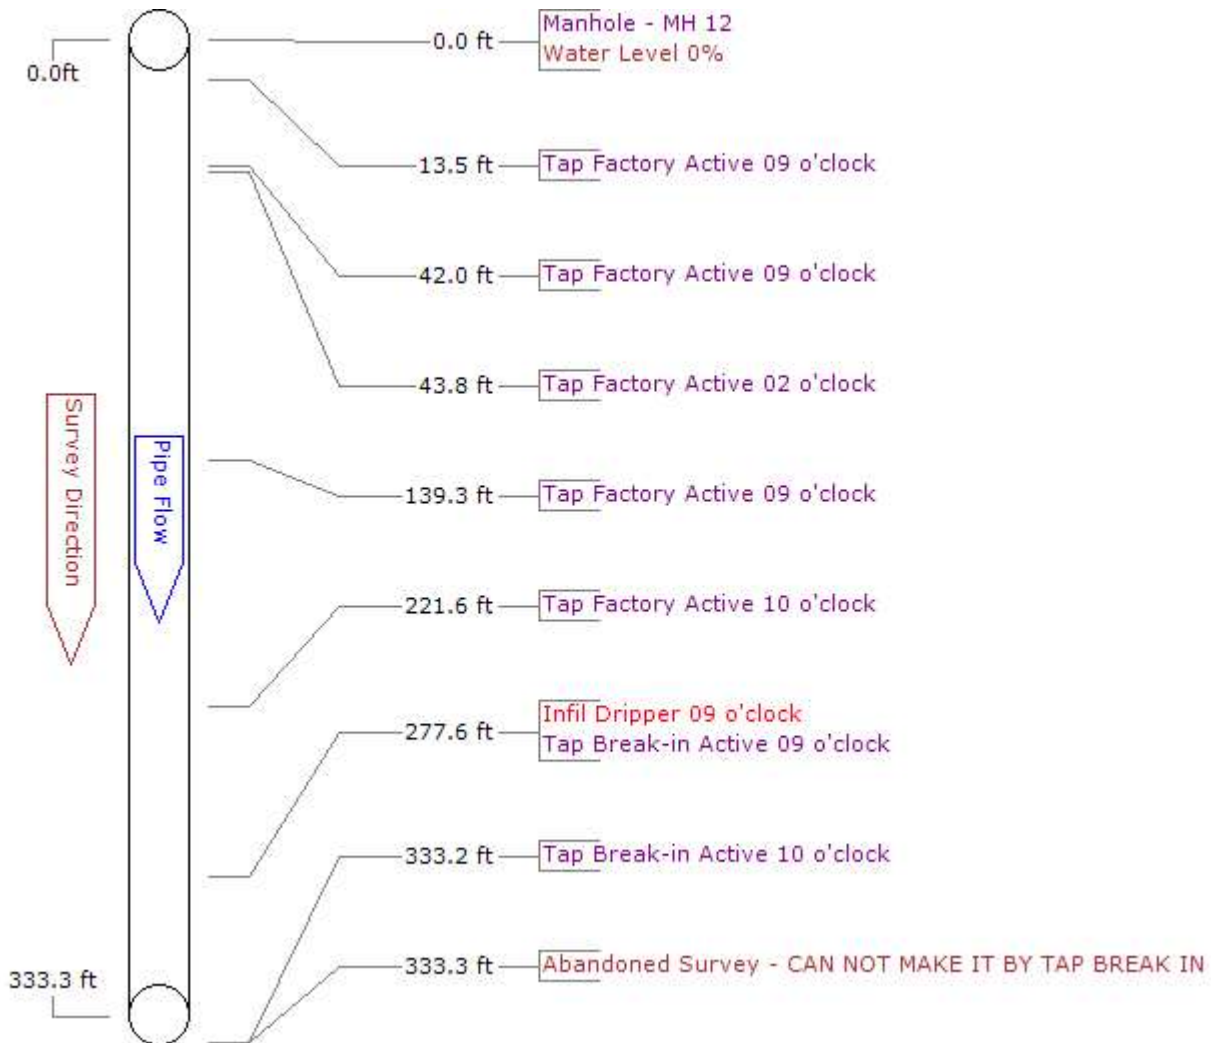 0.0ft
0.0 ft
Manhole - MH 12
Water Level 0%
13.5 ft
Tap Factory Active 09 o'clock
42.0 ft
Tap Factory Active 09 o'clock
43.8 ft
Tap Factory Active 02 o'clock
Survey Direction
Pipe Flow
139.3 ft
Tap Factory Active 09 o'clock
221.6 ft
Tap Factory Active 10 o'clock
277.6 ft
Infil Dripper 09 o'clock
Tap Break-in Active 09 o'clock
333.2 ft
Tap Break-in Active 10 o'clock
333.3 ft
333.3 ft
Abandoned Survey - CAN NOT MAKE IT BY TAP BREAK IN